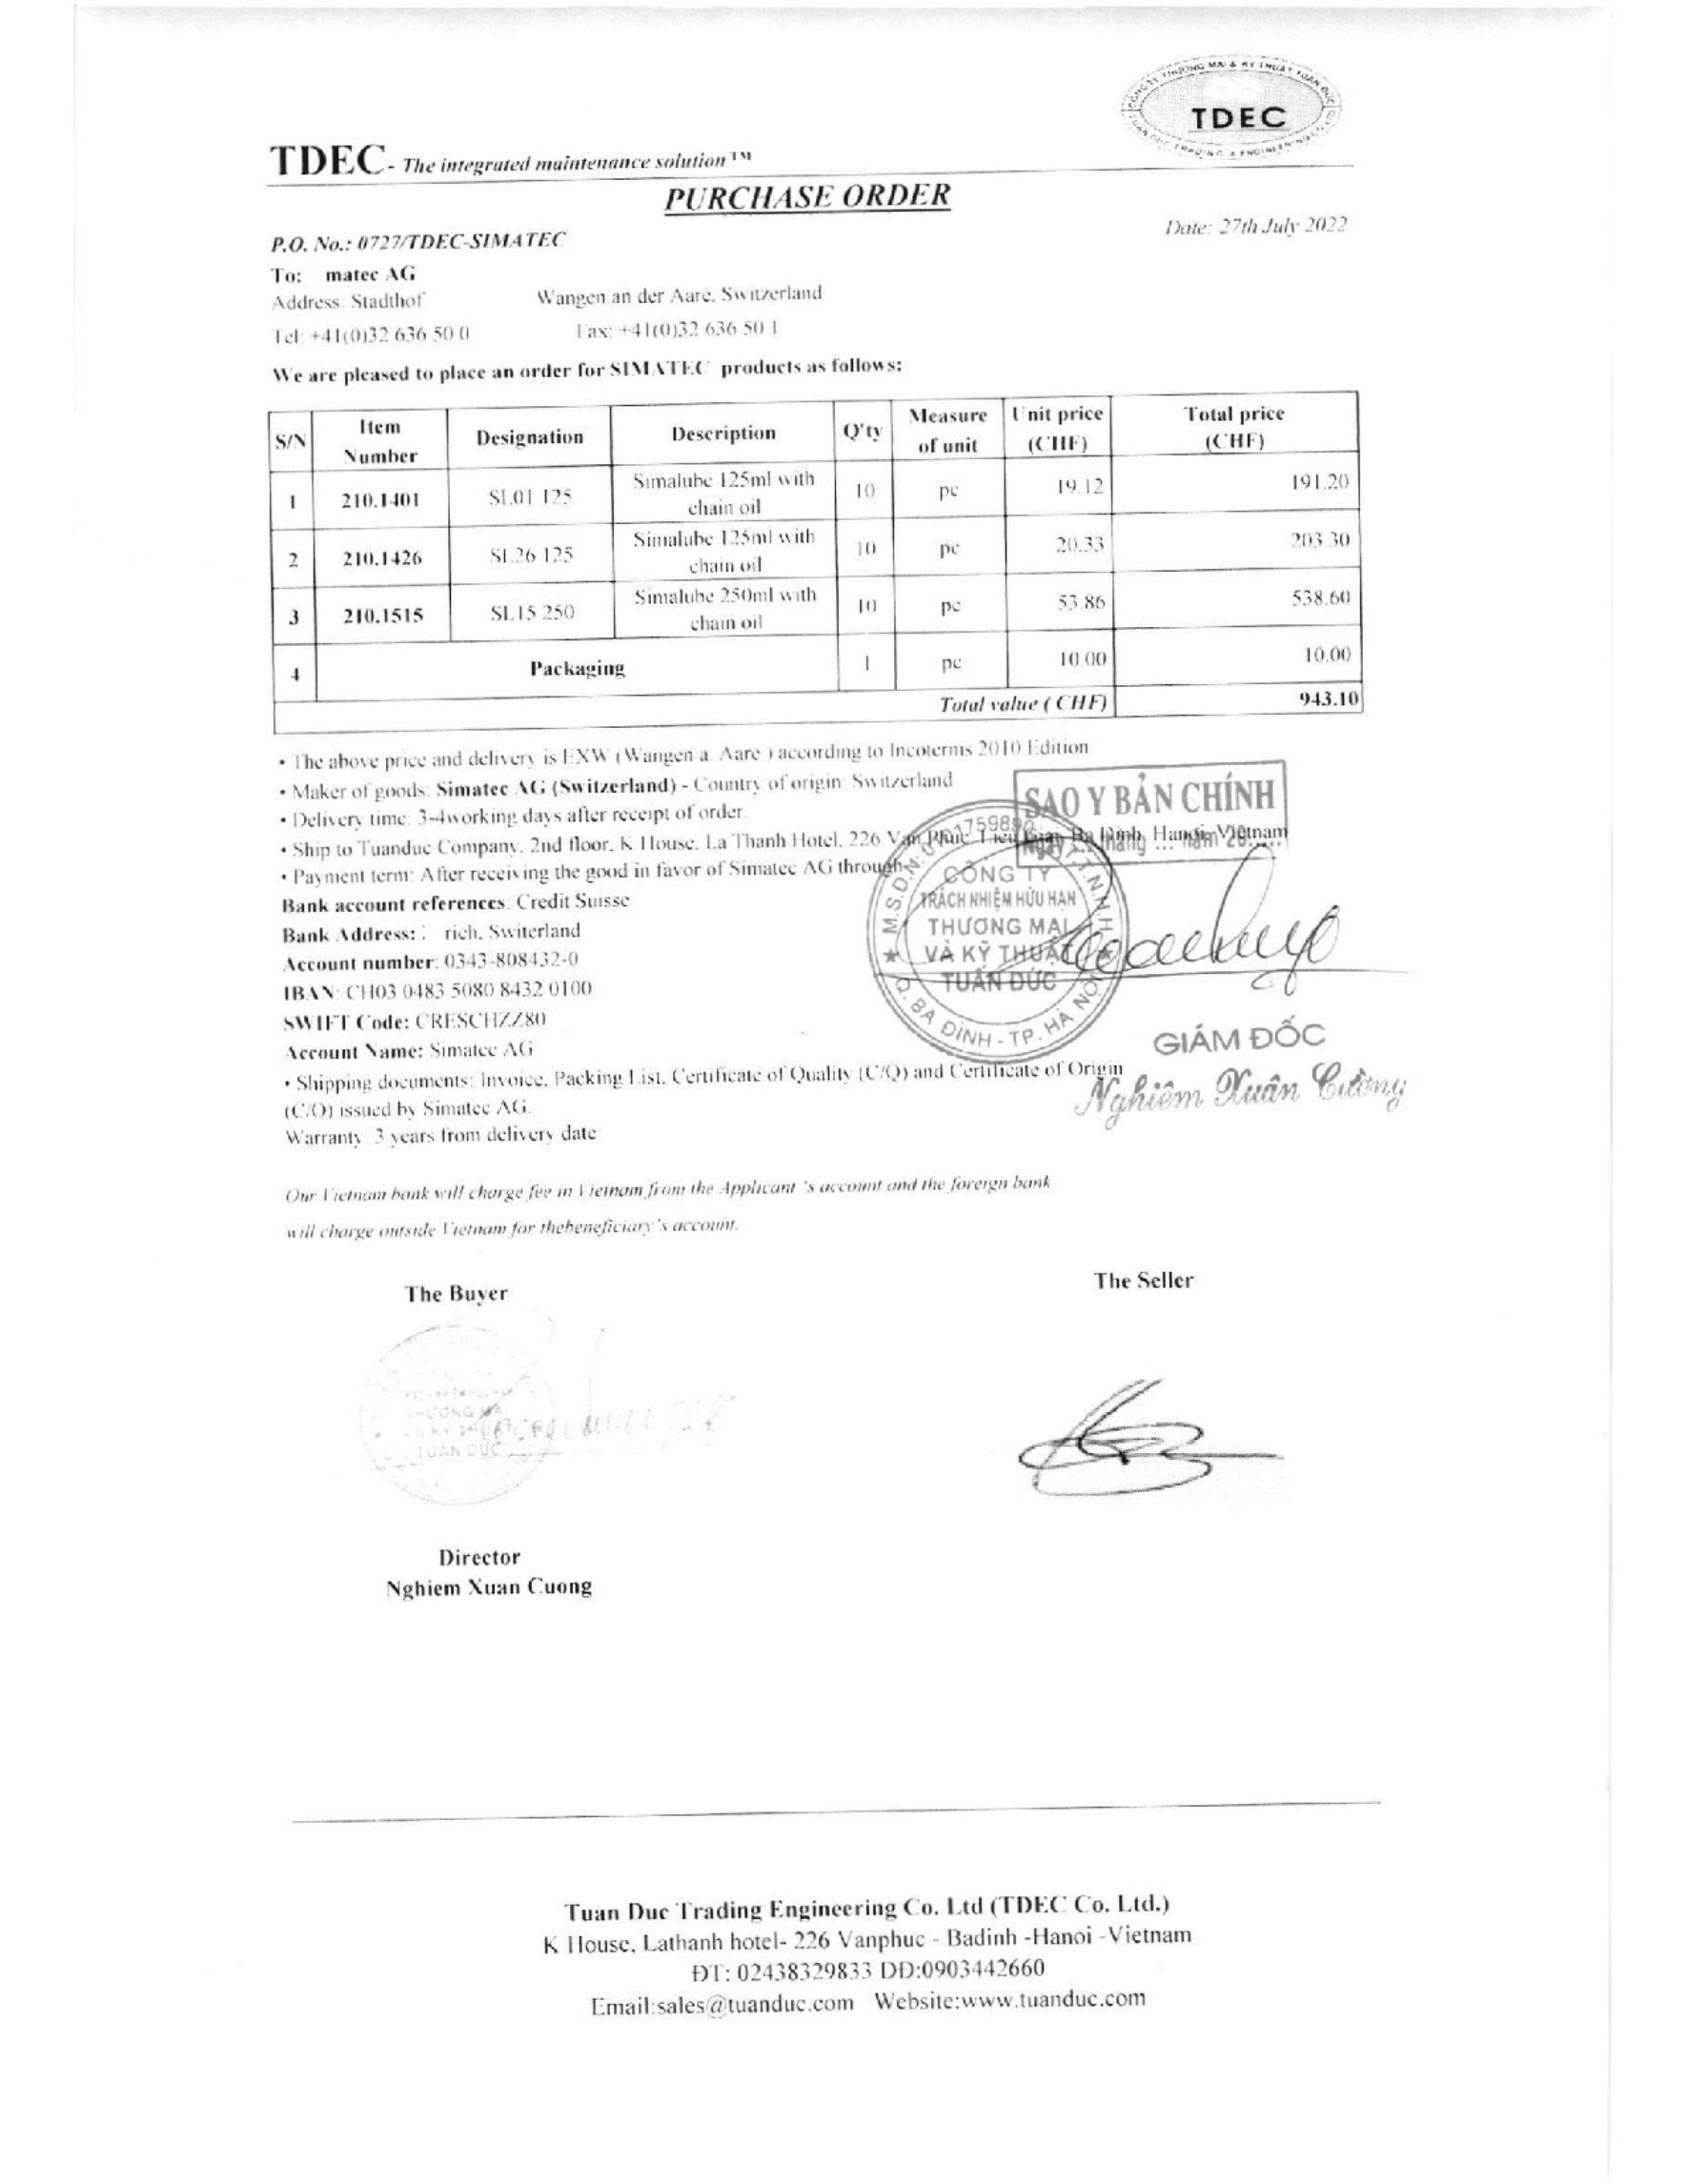 TDEC
TDEC- The integrated maintenance solution™
PURCHASE ORDER
Date: 27th July 2022
P.O. No.: 0727/TDEC-SIMATEC
To: matec AG
Address: Stadthof Wangen an der Aare, Switzerland
Tel: +41(0)32 636 50 0 Fax: +41(0)32 636 50 1
We are pleased to place an order for SIMATEC products as follows:
S/N Item Number Designation Description Q'ty Measure of unit Unit price (CHF) Total price (CHF)
1 210.1401 SL01 125 Simalube 125ml with chain oil 10 pc 19.12 191.20
2 210.1426 SL26 125 Simalube 125ml with chain oil 10 pc 20.33 203.30
3 210.1515 SL15 250 Simalube 250ml with chain oil 10 pc 53.86 538.60
4 Packaging 1 pc 10.00 10.00
Total value ( CHF) 943.10
• The above price and delivery is EXW (Wangen a. Aare ) according to Incoterms 2010 Edition
• Maker of goods: Simatec AG (Switzerland) - Country of origin: Switzerland
• Delivery time: 3-4working days after receipt of order.
• Ship to Tuanduc Company, 2nd floor, K House, La Thanh Hotel, 226 Van Phuc, Ba Dinh, Hanoi, Vietnam
• Payment term: After receiving the good in favor of Simatec AG through
Bank account references: Credit Suisse
Bank Address: : rich, Switerland
Account number: 0343-808432-0
IBAN: CH03 0483 5080 8432 0100
SWIFT Code: CRESCHZZ80
Account Name: Simatec AG
• Shipping documents: Invoice, Packing List, Certificate of Quality (C/Q) and Certificate of Origin
(C/O) issued by Simatec AG.
Warranty: 3 years from delivery date
SAO Y BẢN CHÍNH
CÔNG TY
TRÁCH NHIỆM HỮU HẠN
THƯƠNG MẠI
VÀ KỸ THUẬT
TUẤN ĐỨC
Q. BA ĐÌNH - TP. HÀ NỘI
GIÁM ĐỐC
Nghiêm Xuân Cường
Our Vietnam bank will charge fee in Vietnam from the Applicant 's account and the foreign bank
will charge outside Vietnam for thebeneficiary's account.
The Buyer The Seller
Director
Nghiem Xuan Cuong
Tuan Duc Trading Engineering Co. Ltd (TDEC Co. Ltd.)
K House, Lathanh hotel- 226 Vanphuc - Badinh -Hanoi -Vietnam
ĐT: 02438329833 DD:0903442660
Email:sales@tuanduc.com Website:www.tuanduc.com